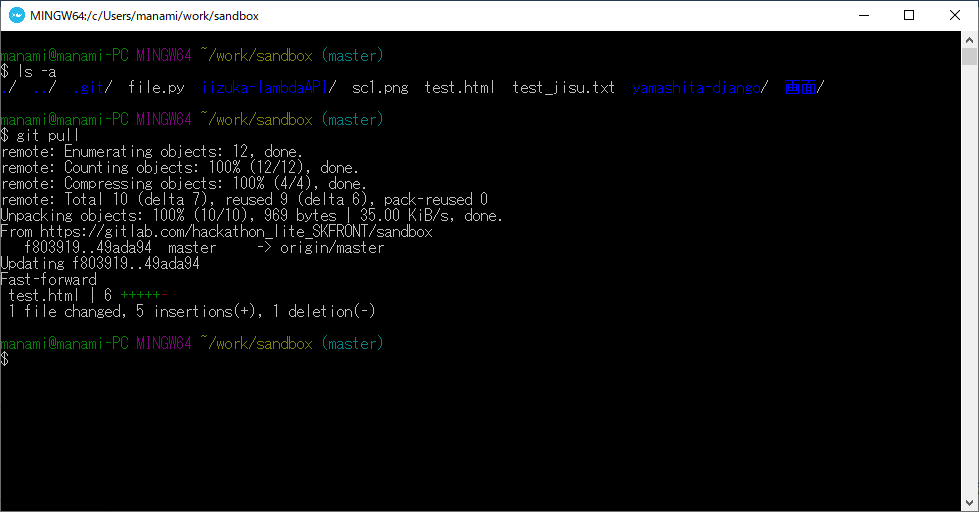 MINGW64:/c/Users/manami/work/sandbox
manami@manami-PC MINGW64 ~/work/sandbox (master)
$ ls -a
./  ../  .git/  file.py  iizuka-lambdaAPI/  sc1.png  test.html  test_jisu.txt  yamashita-django/  画面/
manami@manami-PC MINGW64 ~/work/sandbox (master)
$ git pull
remote: Enumerating objects: 12, done.
remote: Counting objects: 100% (12/12), done.
remote: Compressing objects: 100% (4/4), done.
remote: Total 10 (delta 7), reused 9 (delta 6), pack-reused 0
Unpacking objects: 100% (10/10), 969 bytes | 35.00 KiB/s, done.
From https://gitlab.com/hackathon_lite_SKFRONT/sandbox
   f803919..49ada94  master     -> origin/master
Updating f803919..49ada94
Fast-forward
 test.html | 6 +++++-
 1 file changed, 5 insertions(+), 1 deletion(-)
manami@manami-PC MINGW64 ~/work/sandbox (master)
$